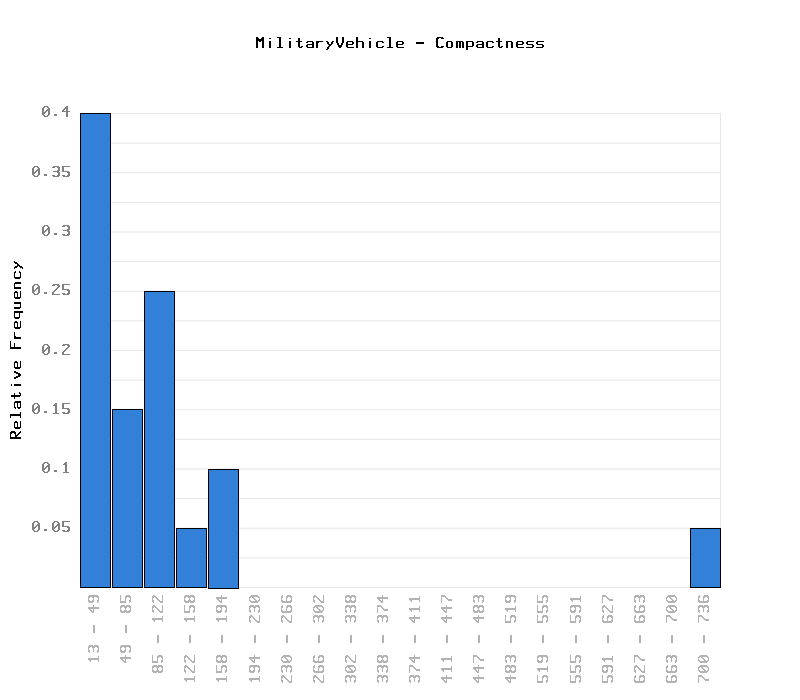 MilitaryVehicle - Compactness
Relative Frequency
0.4
0.35
0.3
0.25
0.2
0.15
0.1
0.05
13 - 49
49 - 85
85 - 122
122 - 158
158 - 194
194 - 230
230 - 266
266 - 302
302 - 338
338 - 374
374 - 411
411 - 447
447 - 483
483 - 519
519 - 555
555 - 591
591 - 627
627 - 663
663 - 700
700 - 736